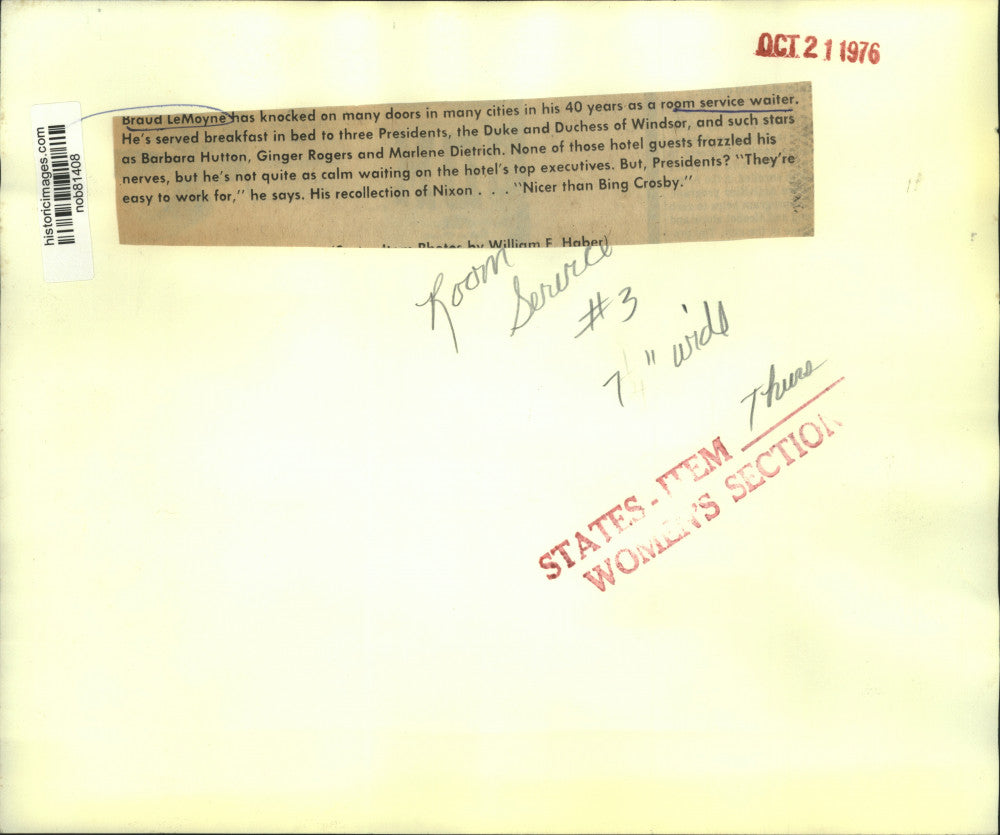 OCT 21 1976
historicimages.com
nob81408
Braud LeMoyne has knocked on many doors in many cities in his 40 years as a room service waiter.
He's served breakfast in bed to three Presidents, the Duke and Duchess of Windsor, and such stars
as Barbara Hutton, Ginger Rogers and Marlene Dietrich. None of those hotel guests frazzled his
nerves, but he's not quite as calm waiting on the hotel's top executives. But, Presidents? "They're
easy to work for," he says. His recollection of Nixon . . . "Nicer than Bing Crosby."
(States-Item Photos by William F. Haber)
Room
Service
#3
7" wide
Thurs
STATES-ITEM
WOMEN'S SECTION